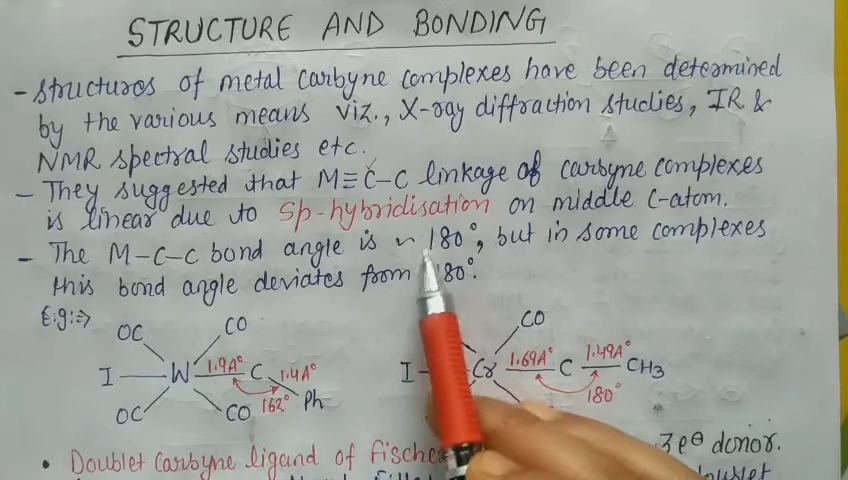 STRUCTURE AND BONDING
- Structures of metal carbyne complexes have been determined
by the various means viz., X-ray diffraction studies, IR &
NMR spectral studies etc.
- They suggested that M≡C-C linkage of carbyne complexes
is linear due to Sp-hybridisation on middle C-atom.
- The M-C-C bond angle is ~ 180°, but in some complexes
this bond angle deviates from 180°.
E.g:⇒
OC CO CO
I W 1.9A° C 1.4A° Ph I Cr 1.69A° C 1.49A° CH3
OC CO 162° 180°
• Doublet Carbyne ligand of Fische 3e⊖ donor.
doublet